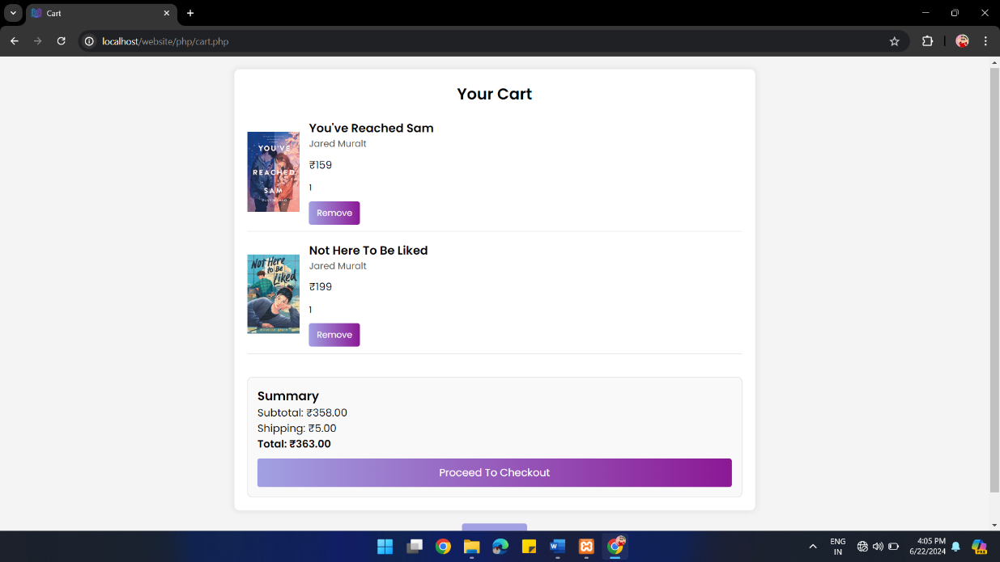 Cart
localhost/website/php/cart.php
Your Cart
YOU'VE
REACHED
SAM
You've Reached Sam
Jared Muralt
₹159
1
Remove
Not Here
to Be
Liked
Not Here To Be Liked
Jared Muralt
₹199
1
Remove
Summary
Subtotal: ₹358.00
Shipping: ₹5.00
Total: ₹363.00
Proceed To Checkout
ENG
IN
4:05 PM
6/22/2024